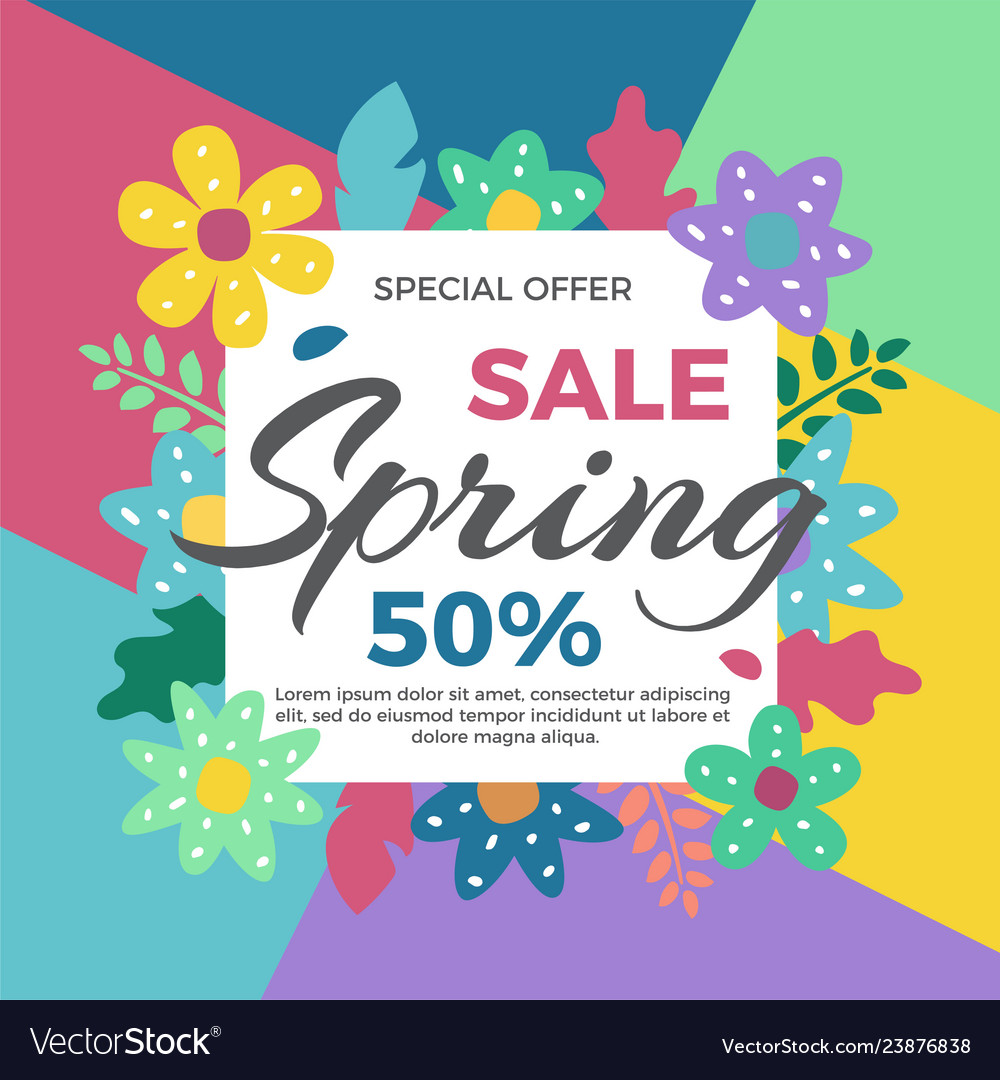 SPECIAL OFFER
SALE
Spring
50%
Lorem ipsum dolor sit amet, consectetur adipiscing
elit, sed do eiusmod tempor incididunt ut labore et
dolore magna aliqua.
VectorStock®
VectorStock.com/23876838